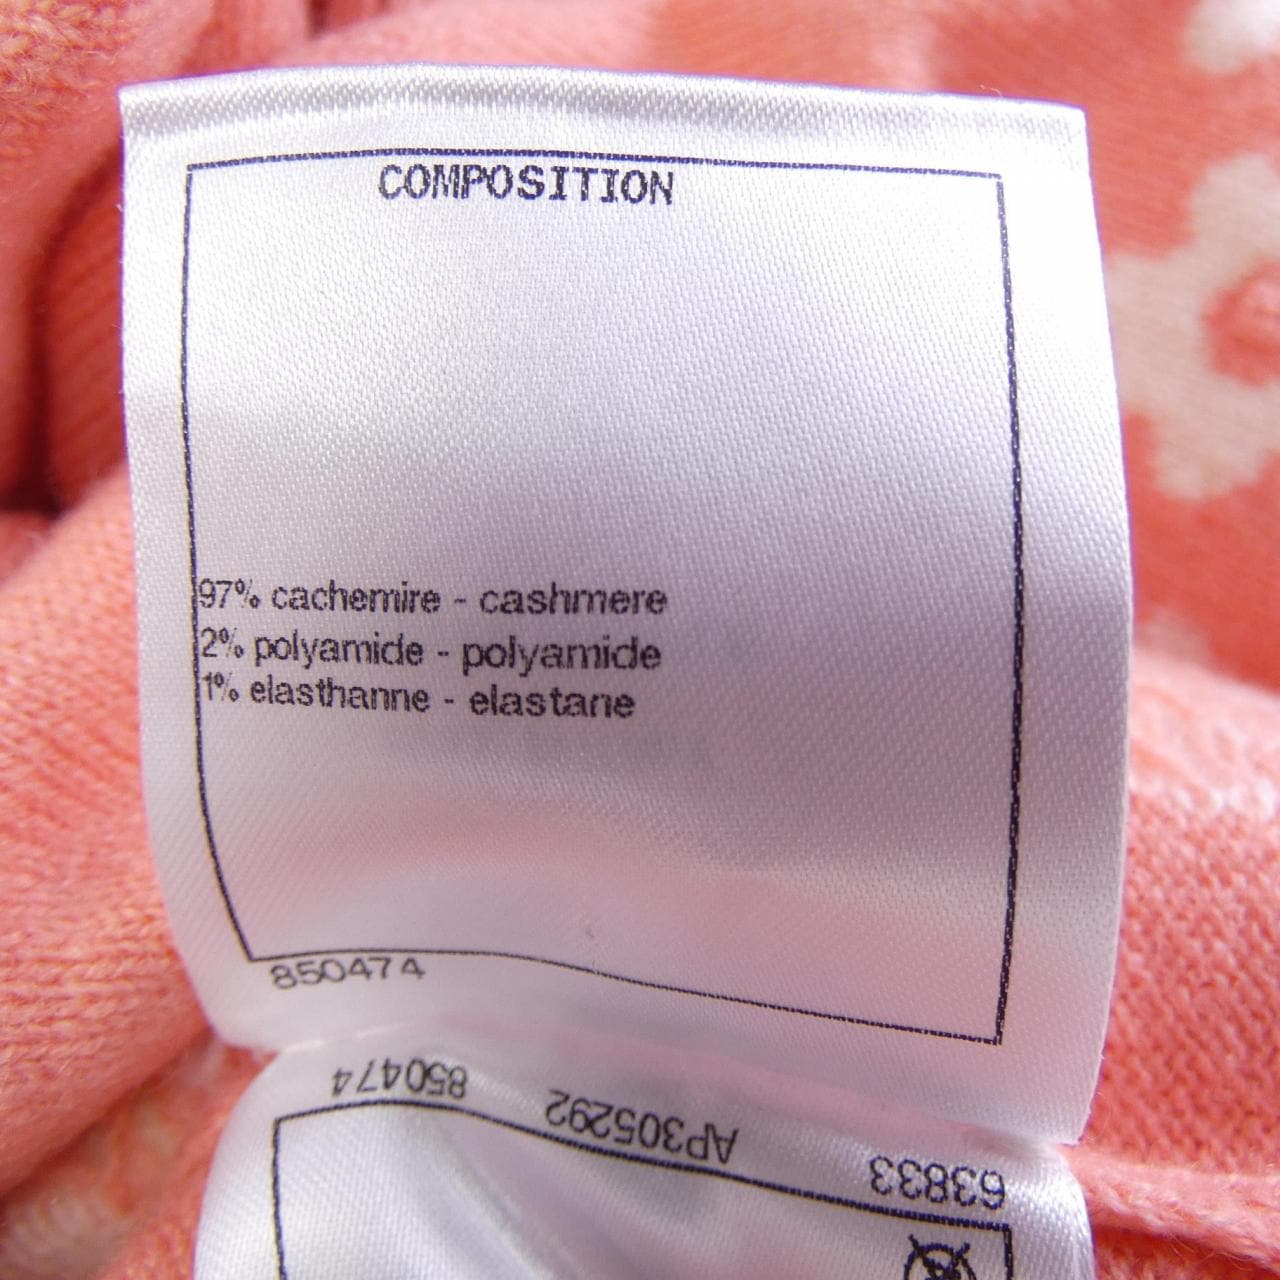 COMPOSITION
97% cachemire - cashmere
2% polyamide - polyamide
1% elasthanne - elastane
850474
63833 AP305292 850474